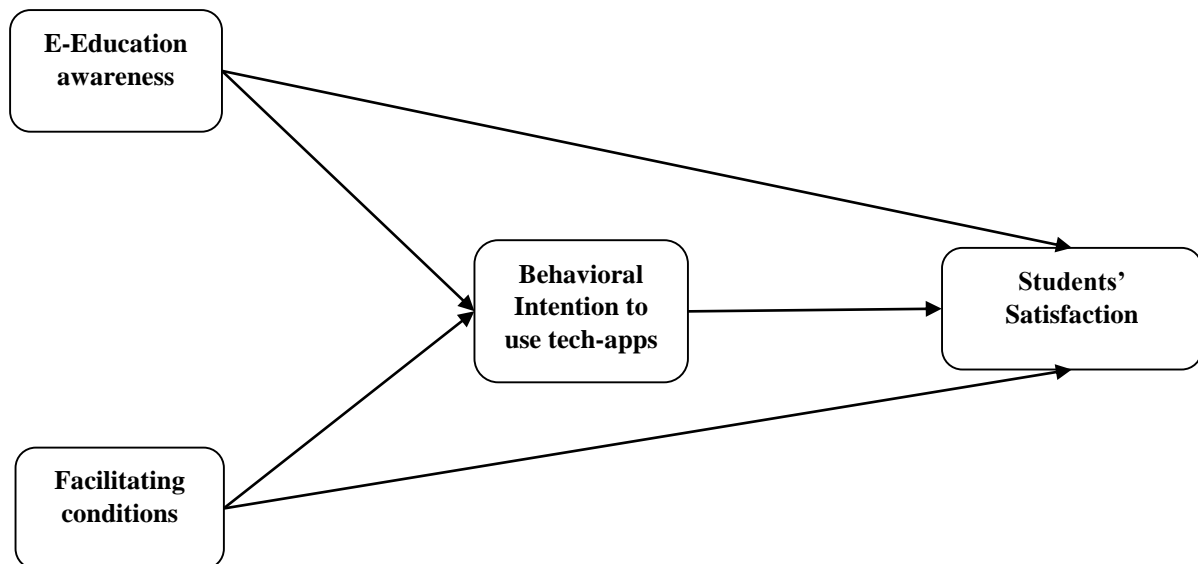 E-Education
awareness
Behavioral
Intention to
use tech-apps
Students’
Satisfaction
Facilitating
conditions